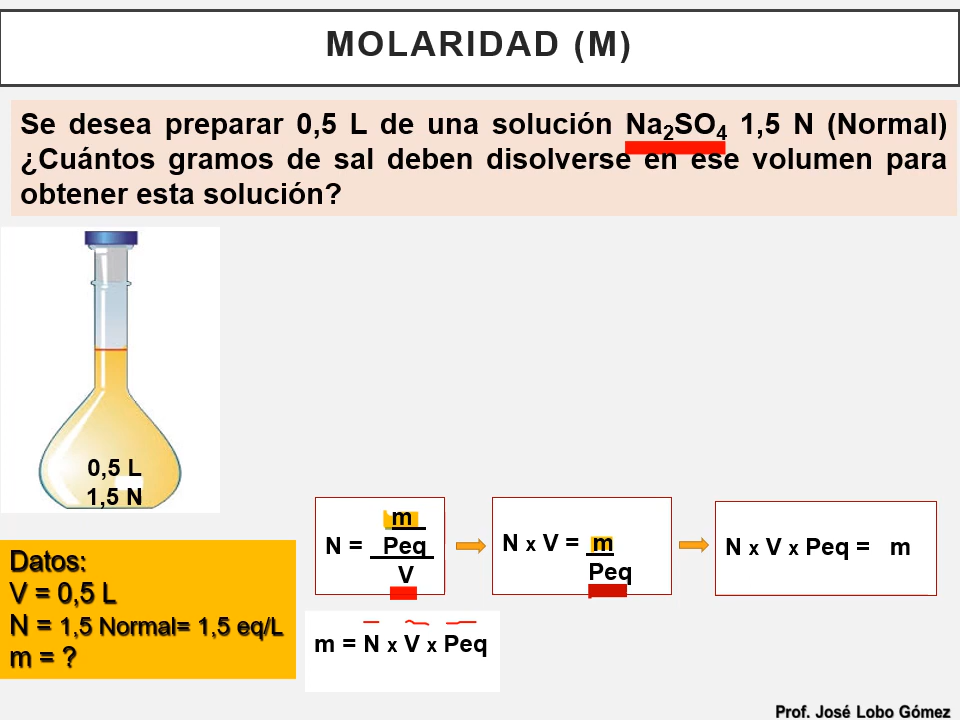 MOLARIDAD (M)
Se desea preparar 0,5 L de una solución Na₂SO₄ 1,5 N (Normal)
¿Cuántos gramos de sal deben disolverse en ese volumen para
obtener esta solución?
0,5 L
1,5 N
Datos:
V = 0,5 L
N = 1,5 Normal= 1,5 eq/L
m = ?
m
N = Peq
V
N x V = m
Peq
N x V x Peq = m
m = N x V x Peq
Prof. José Lobo Gómez